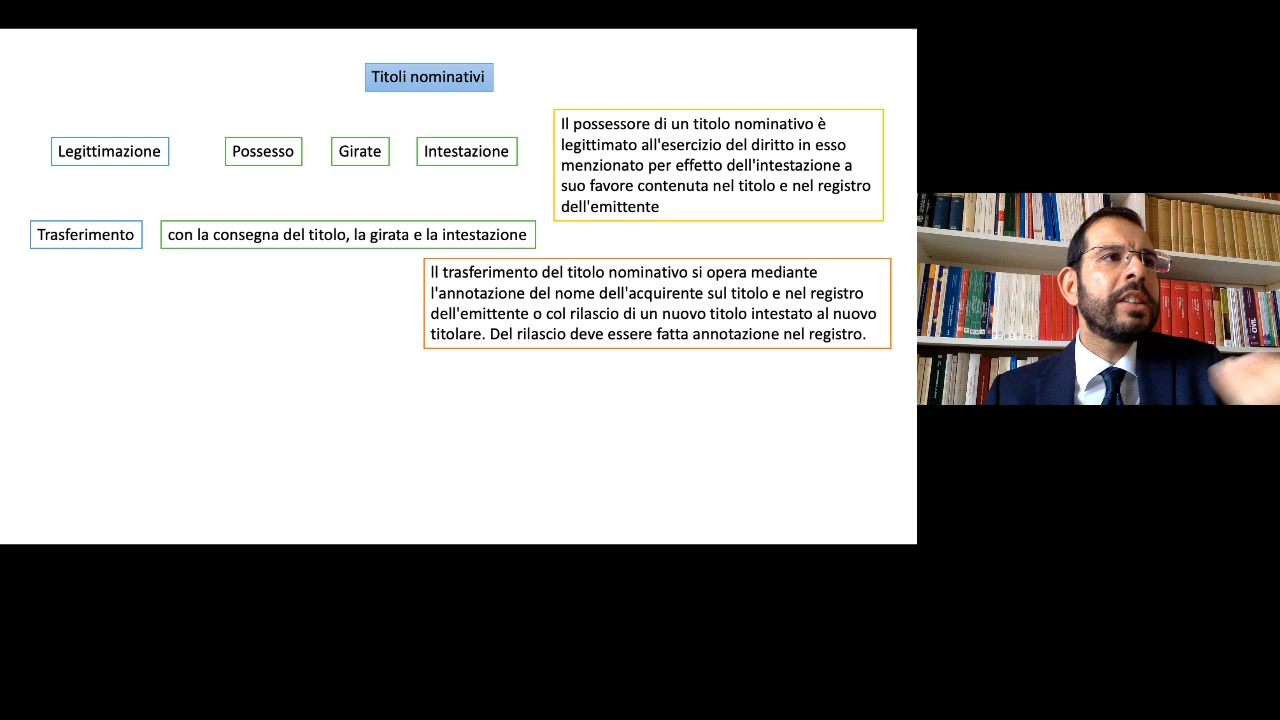 Titoli nominativi
Legittimazione
Possesso
Girate
Intestazione
Il possessore di un titolo nominativo è
legittimato all'esercizio del diritto in esso
menzionato per effetto dell'intestazione a
suo favore contenuta nel titolo e nel registro
dell'emittente
Trasferimento
con la consegna del titolo, la girata e la intestazione
Il trasferimento del titolo nominativo si opera mediante
l'annotazione del nome dell'acquirente sul titolo e nel registro
dell'emittente o col rilascio di un nuovo titolo intestato al nuovo
titolare. Del rilascio deve essere fatta annotazione nel registro.